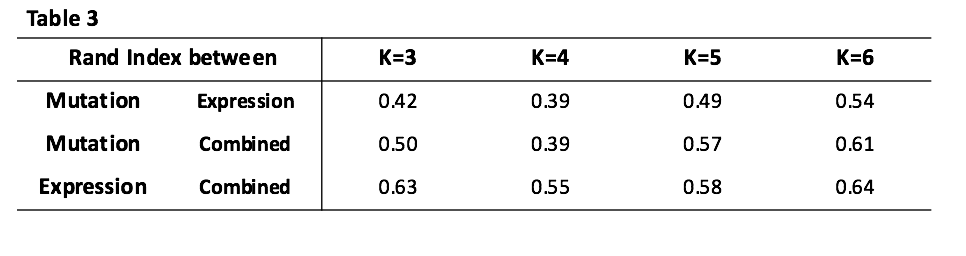 Table 3
Rand Index between K=3 K=4 K=5 K=6
Mutation Expression 0.42 0.39 0.49 0.54
Mutation Combined 0.50 0.39 0.57 0.61
Expression Combined 0.63 0.55 0.58 0.64